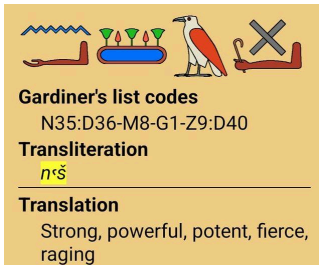 Gardiner's list codes
N35:D36-M8-G1-Z9:D40
Transliteration
nꜥš
Translation
Strong, powerful, potent, fierce,
raging